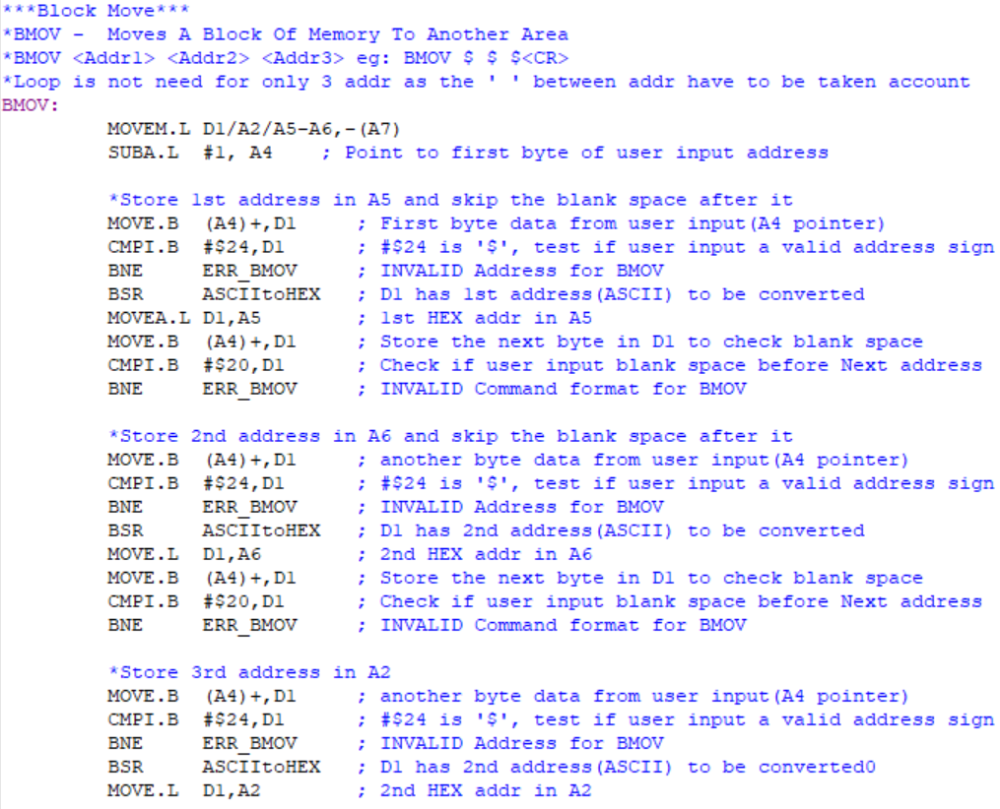 ***Block Move***
*BMOV -  Moves A Block Of Memory To Another Area
*BMOV <Addr1> <Addr2> <Addr3> eg: BMOV $ $ $<CR>
*Loop is not need for only 3 addr as the ' ' between addr have to be taken account
BMOV:
MOVEM.L D1/A2/A5-A6,-(A7)
SUBA.L  #1, A4    ; Point to first byte of user input address
*Store 1st address in A5 and skip the blank space after it
MOVE.B  (A4)+,D1     ; First byte data from user input(A4 pointer)
CMPI.B  #$24,D1      ; #$24 is '$', test if user input a valid address sign
BNE     ERR_BMOV     ; INVALID Address for BMOV
BSR     ASCIItoHEX   ; D1 has 1st address(ASCII) to be converted
MOVEA.L D1,A5        ; 1st HEX addr in A5
MOVE.B  (A4)+,D1     ; Store the next byte in D1 to check blank space
CMPI.B  #$20,D1      ; Check if user input blank space before Next address
BNE     ERR_BMOV     ; INVALID Command format for BMOV
*Store 2nd address in A6 and skip the blank space after it
MOVE.B  (A4)+,D1     ; another byte data from user input(A4 pointer)
CMPI.B  #$24,D1      ; #$24 is '$', test if user input a valid address sign
BNE     ERR_BMOV     ; INVALID Address for BMOV
BSR     ASCIItoHEX   ; D1 has 2nd address(ASCII) to be converted
MOVE.L  D1,A6        ; 2nd HEX addr in A6
MOVE.B  (A4)+,D1     ; Store the next byte in D1 to check blank space
CMPI.B  #$20,D1      ; Check if user input blank space before Next address
BNE     ERR_BMOV     ; INVALID Command format for BMOV
*Store 3rd address in A2
MOVE.B  (A4)+,D1     ; another byte data from user input(A4 pointer)
CMPI.B  #$24,D1      ; #$24 is '$', test if user input a valid address sign
BNE     ERR_BMOV     ; INVALID Address for BMOV
BSR     ASCIItoHEX   ; D1 has 2nd address(ASCII) to be converted0
MOVE.L  D1,A2        ; 2nd HEX addr in A2